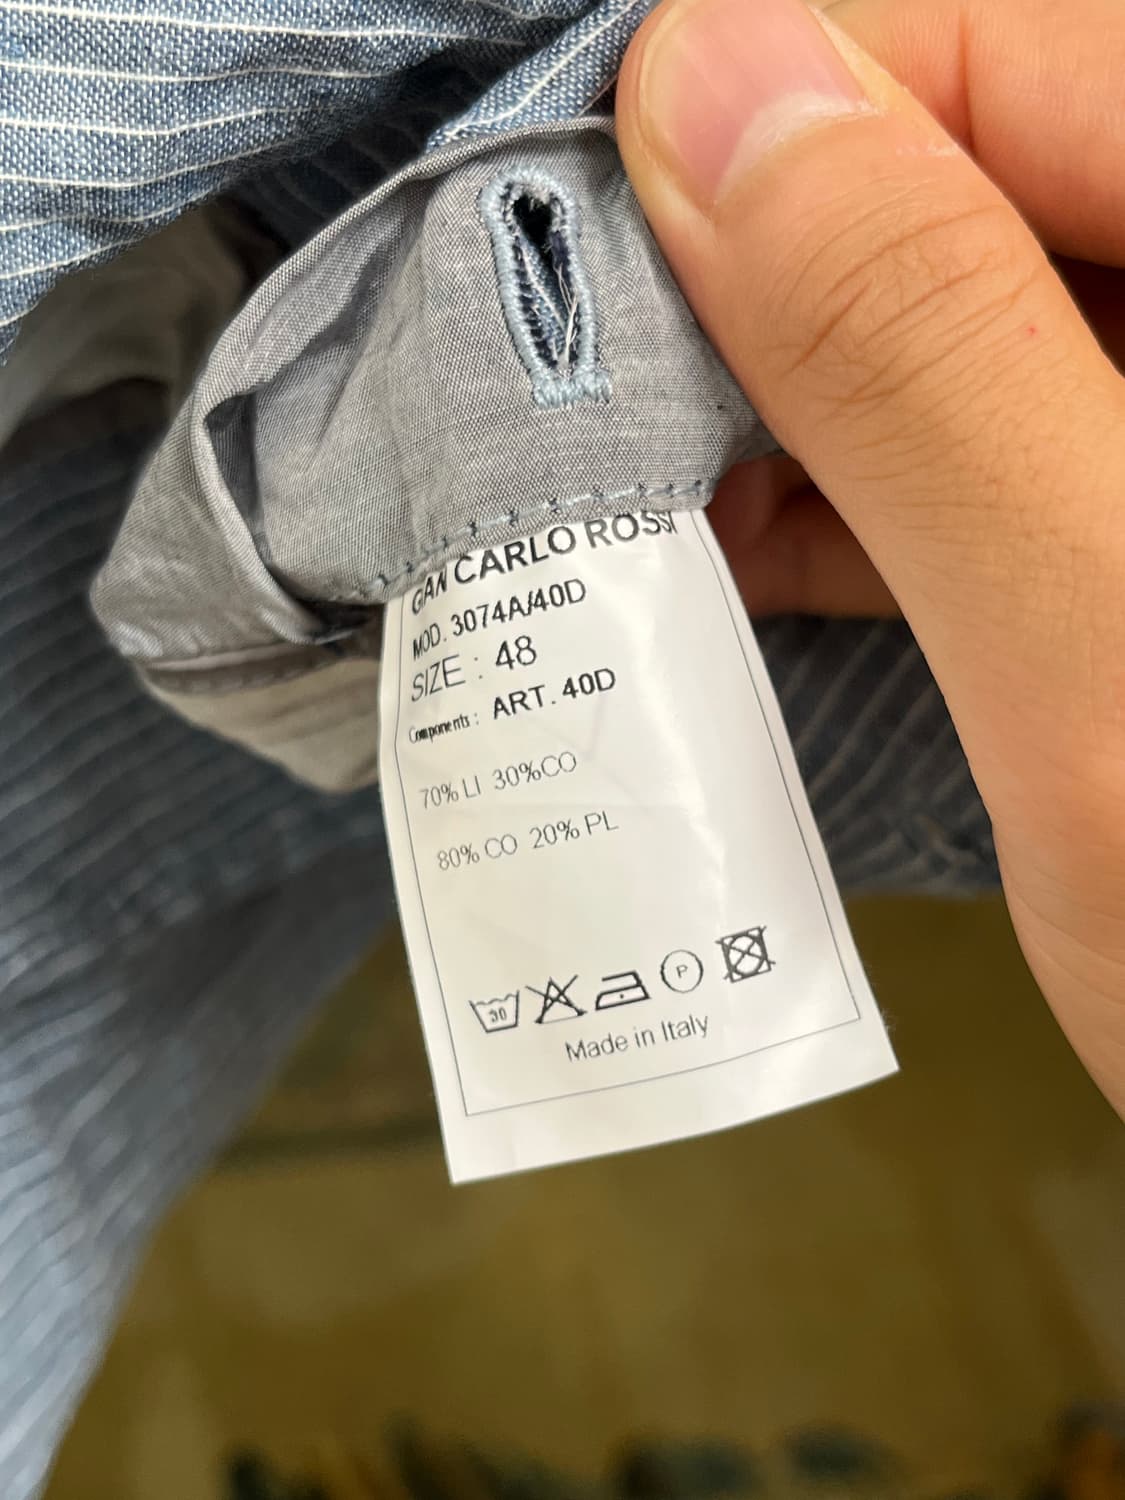 GIAN CARLO ROSSI
MOD. 3074A/40D
SIZE : 48
Components : ART. 40D
70% LI 30%CO
80% CO 20% PL
30
P
Made in Italy